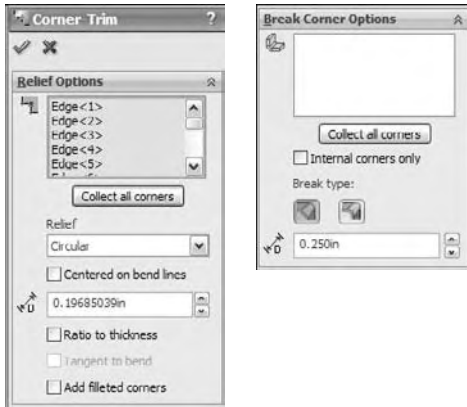 Corner Trim ?
Relief Options
Edge<1>
Edge<2>
Edge<3>
Edge<4>
Edge<5>
Collect all corners
Relief
Circular
Centered on bend lines
D 0.19685039in
Ratio to thickness
Tangent to bend
Add filleted corners
Break Corner Options
Collect all corners
Internal corners only
Break type:
D 0.250in